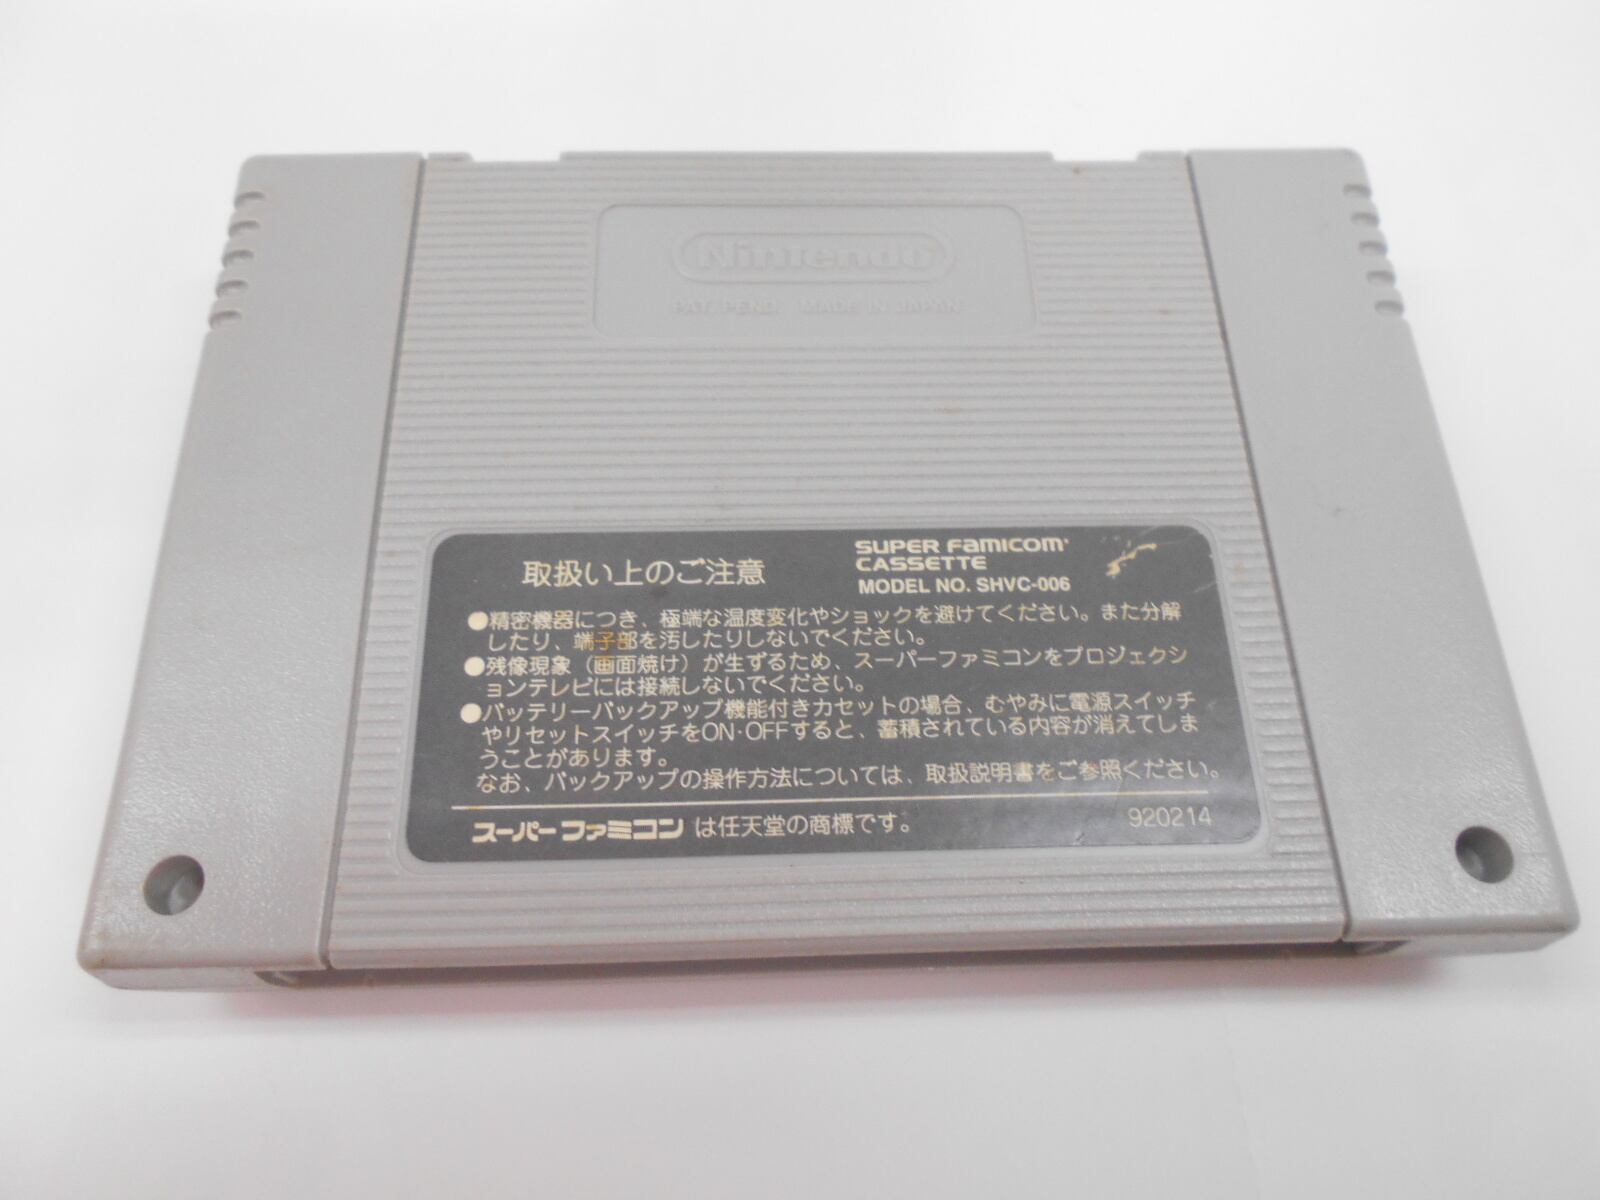 Nintendo
PAT. PEND. MADE IN JAPAN
取扱い上のご注意
SUPER FAMICOM
CASSETTE
MODEL NO. SHVC-006
●精密機器につき、極端な温度変化やショックを避けてください。また分解
したり、端子部を汚したりしないでください。
●残像現象（画面焼け）が生ずるため、スーパーファミコンをプロジェクシ
ョンテレビには接続しないでください。
●バッテリーバックアップ機能付きカセットの場合、むやみに電源スイッチ
やリセットスイッチをON・OFFすると、蓄積されている内容が消えてしま
うことがあります。
なお、バックアップの操作方法については、取扱説明書をご参照ください。
スーパーファミコン は任天堂の商標です。
920214